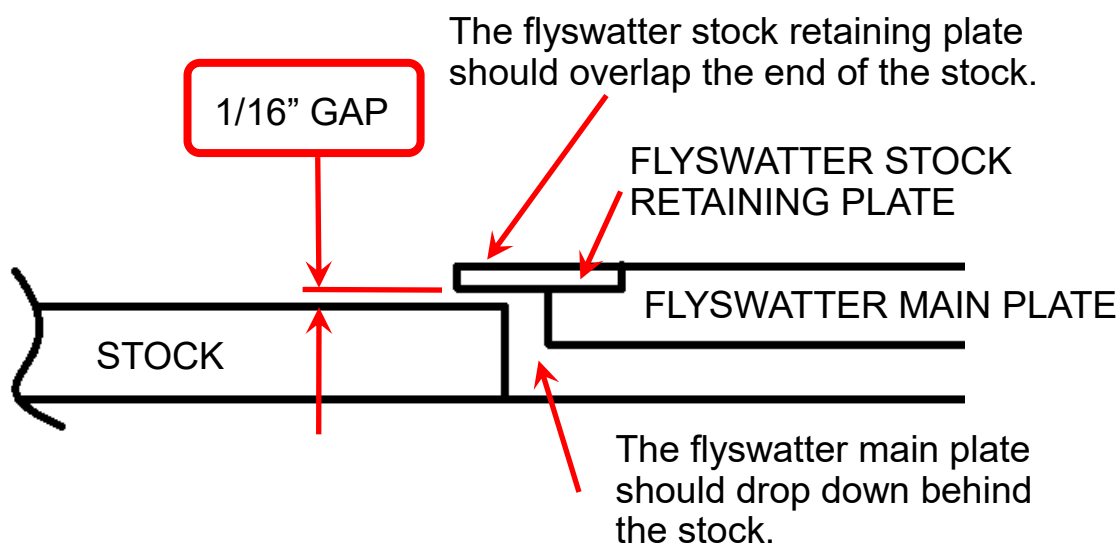 The flyswatter stock retaining plate
should overlap the end of the stock.
1/16” GAP
FLYSWATTER STOCK
RETAINING PLATE
FLYSWATTER MAIN PLATE
STOCK
The flyswatter main plate
should drop down behind
the stock.